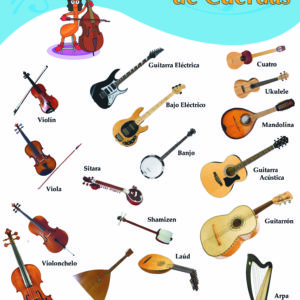 de Cuerdas
Guitarra Eléctrica
Cuatro
Ukulele
Bajo Eléctrico
Violín
Mandolina
Banjo
Sitara
Guitarra
Acústica
Viola
Shamizen
Guitarrón
Violonchelo
Laúd
Arpa